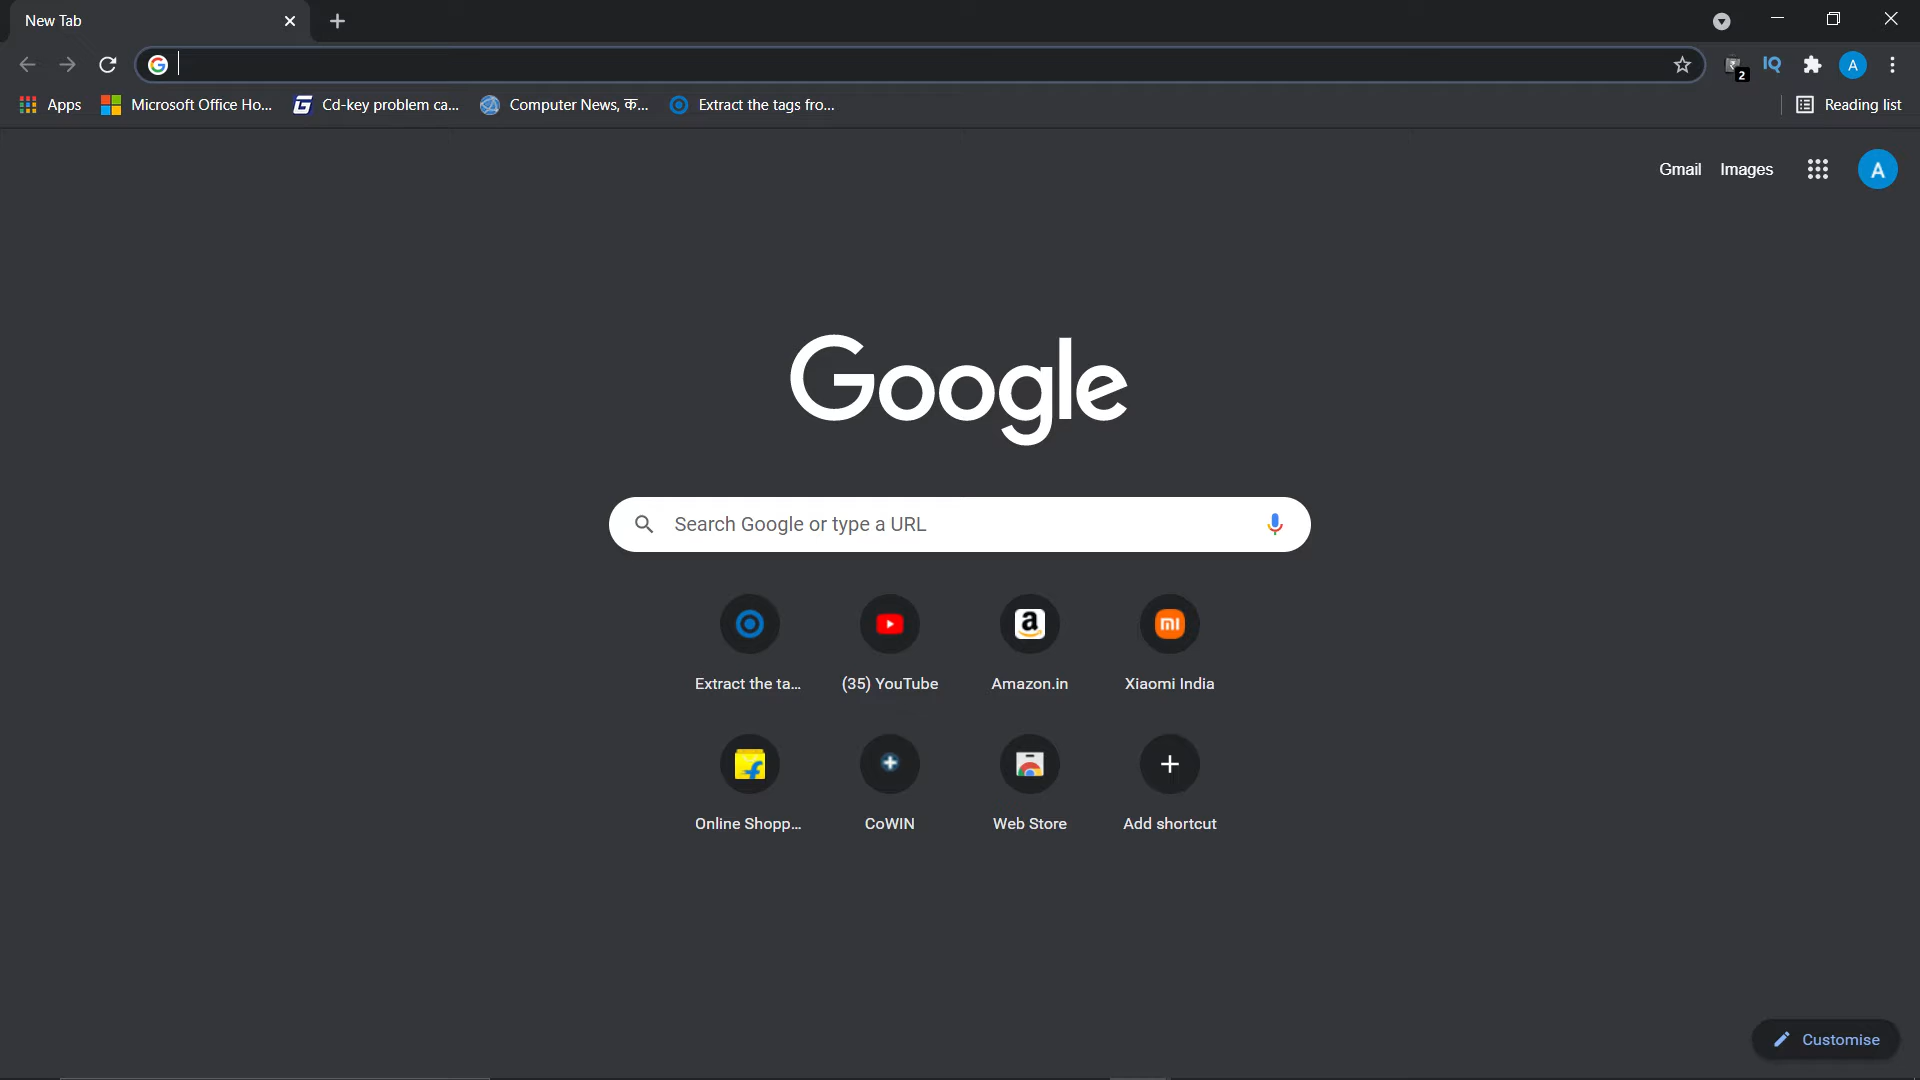 New Tab
Apps Microsoft Office Ho... Cd-key problem ca... Computer News, क... Extract the tags fro... Reading list
2 IQ A
Gmail Images A
Google
Search Google or type a URL
Extract the ta... (35) YouTube Amazon.in Xiaomi India
Online Shopp... CoWIN Web Store Add shortcut
Customise